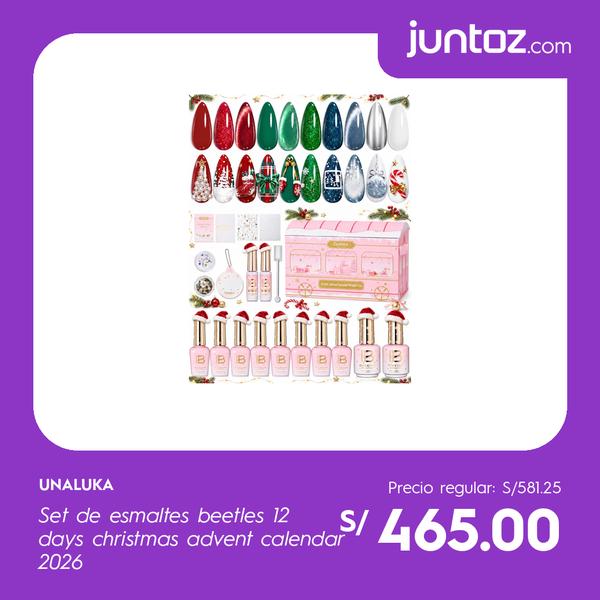 juntoz.com
UNALUKA
Set de esmaltes beetles 12
days christmas advent calendar
2026
Precio regular: S/581.25
S/ 465.00